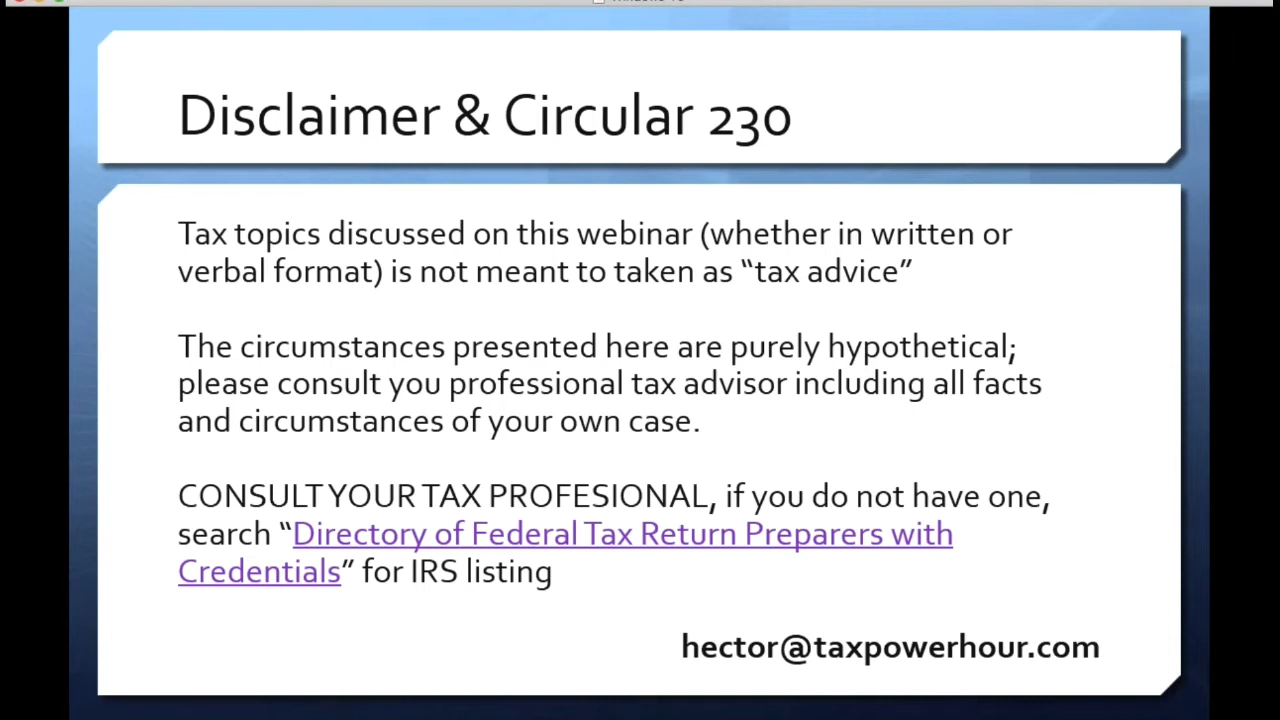 Disclaimer & Circular 230
Tax topics discussed on this webinar (whether in written or
verbal format) is not meant to taken as “tax advice”
The circumstances presented here are purely hypothetical;
please consult you professional tax advisor including all facts
and circumstances of your own case.
CONSULT YOUR TAX PROFESIONAL, if you do not have one,
search “Directory of Federal Tax Return Preparers with
Credentials” for IRS listing
hector@taxpowerhour.com